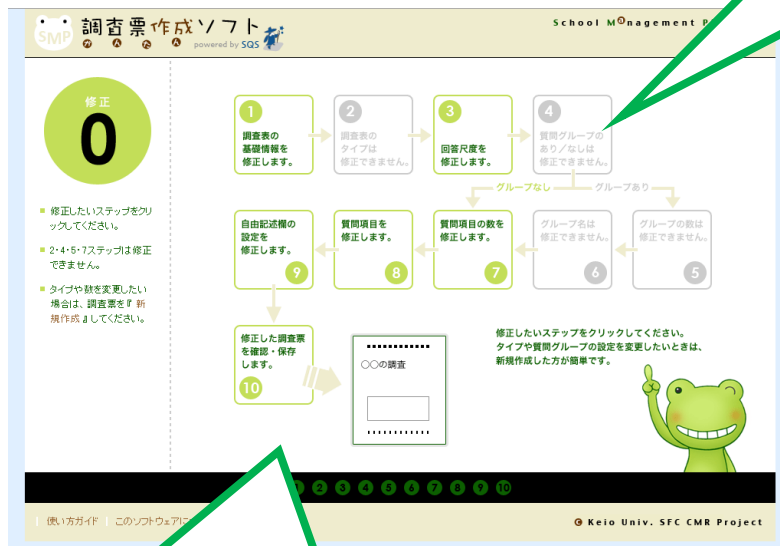 SMP 調査票作成ソフト
カンタン powered by SQS
School Management P
修正
0
修正したいステップをクリ
ックしてください。
2・4・5・7ステップは修正
できません。
タイプや数を変更したい
場合は、調査票を『 新
規作成 』してください。
1
調査表の
基礎情報を
修正します。
2
調査表の
タイプは
修正できません。
3
回答尺度を
修正します。
4
質問グループの
あり／なしは
修正できません。
グループなし
グループあり
自由記述欄の
設定を
修正します。
9
質問項目を
修正します。
8
質問項目の数を
修正します。
7
グループ名は
修正できません。
6
グループの数は
修正できません。
5
修正した調査票
を確認・保存
します。
10
○○の調査
修正したいステップをクリックしてください。
タイプや質問グループの設定を変更したいときは、
新規作成した方が簡単です。
2 3 4 5 6 7 8 9 10
使い方ガイド | このソフトウェアに
Keio Univ. SFC CMR Project